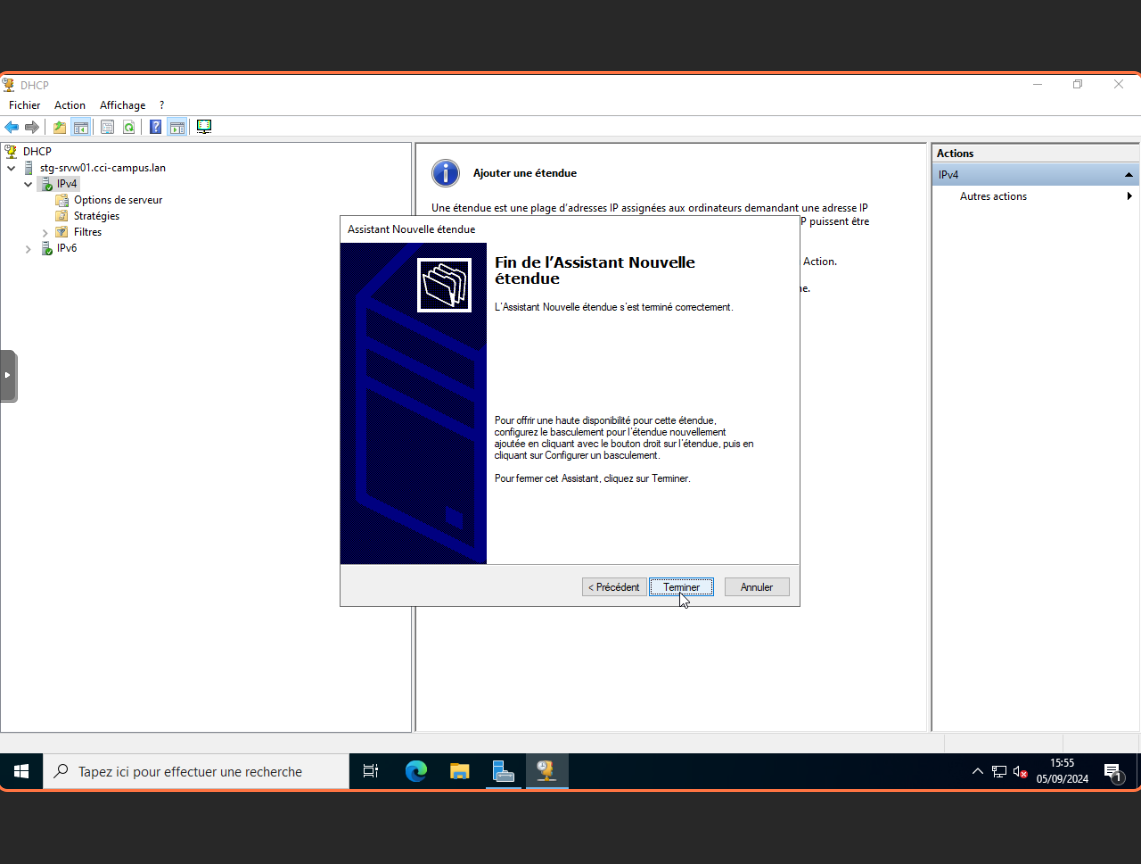 DHCP
Fichier Action Affichage ?
DHCP
stg-srvw01.cci-campus.lan
IPv4
Options de serveur
Stratégies
Filtres
IPv6
Ajouter une étendue
Une étendue est une plage d'adresses IP assignées aux ordinateurs demandant une adresse IP
P puissent être
Action.
ne.
Assistant Nouvelle étendue
Fin de l'Assistant Nouvelle
étendue
L'Assistant Nouvelle étendue s'est terminé correctement.
Pour offrir une haute disponibilité pour cette étendue,
configurez le basculement pour l'étendue nouvellement
ajoutée en cliquant avec le bouton droit sur l'étendue, puis en
cliquant sur Configurer un basculement.
Pour fermer cet Assistant, cliquez sur Terminer.
< Précédent Terminer Annuler
Actions
IPv4
Autres actions
Tapez ici pour effectuer une recherche
15:55
05/09/2024
1